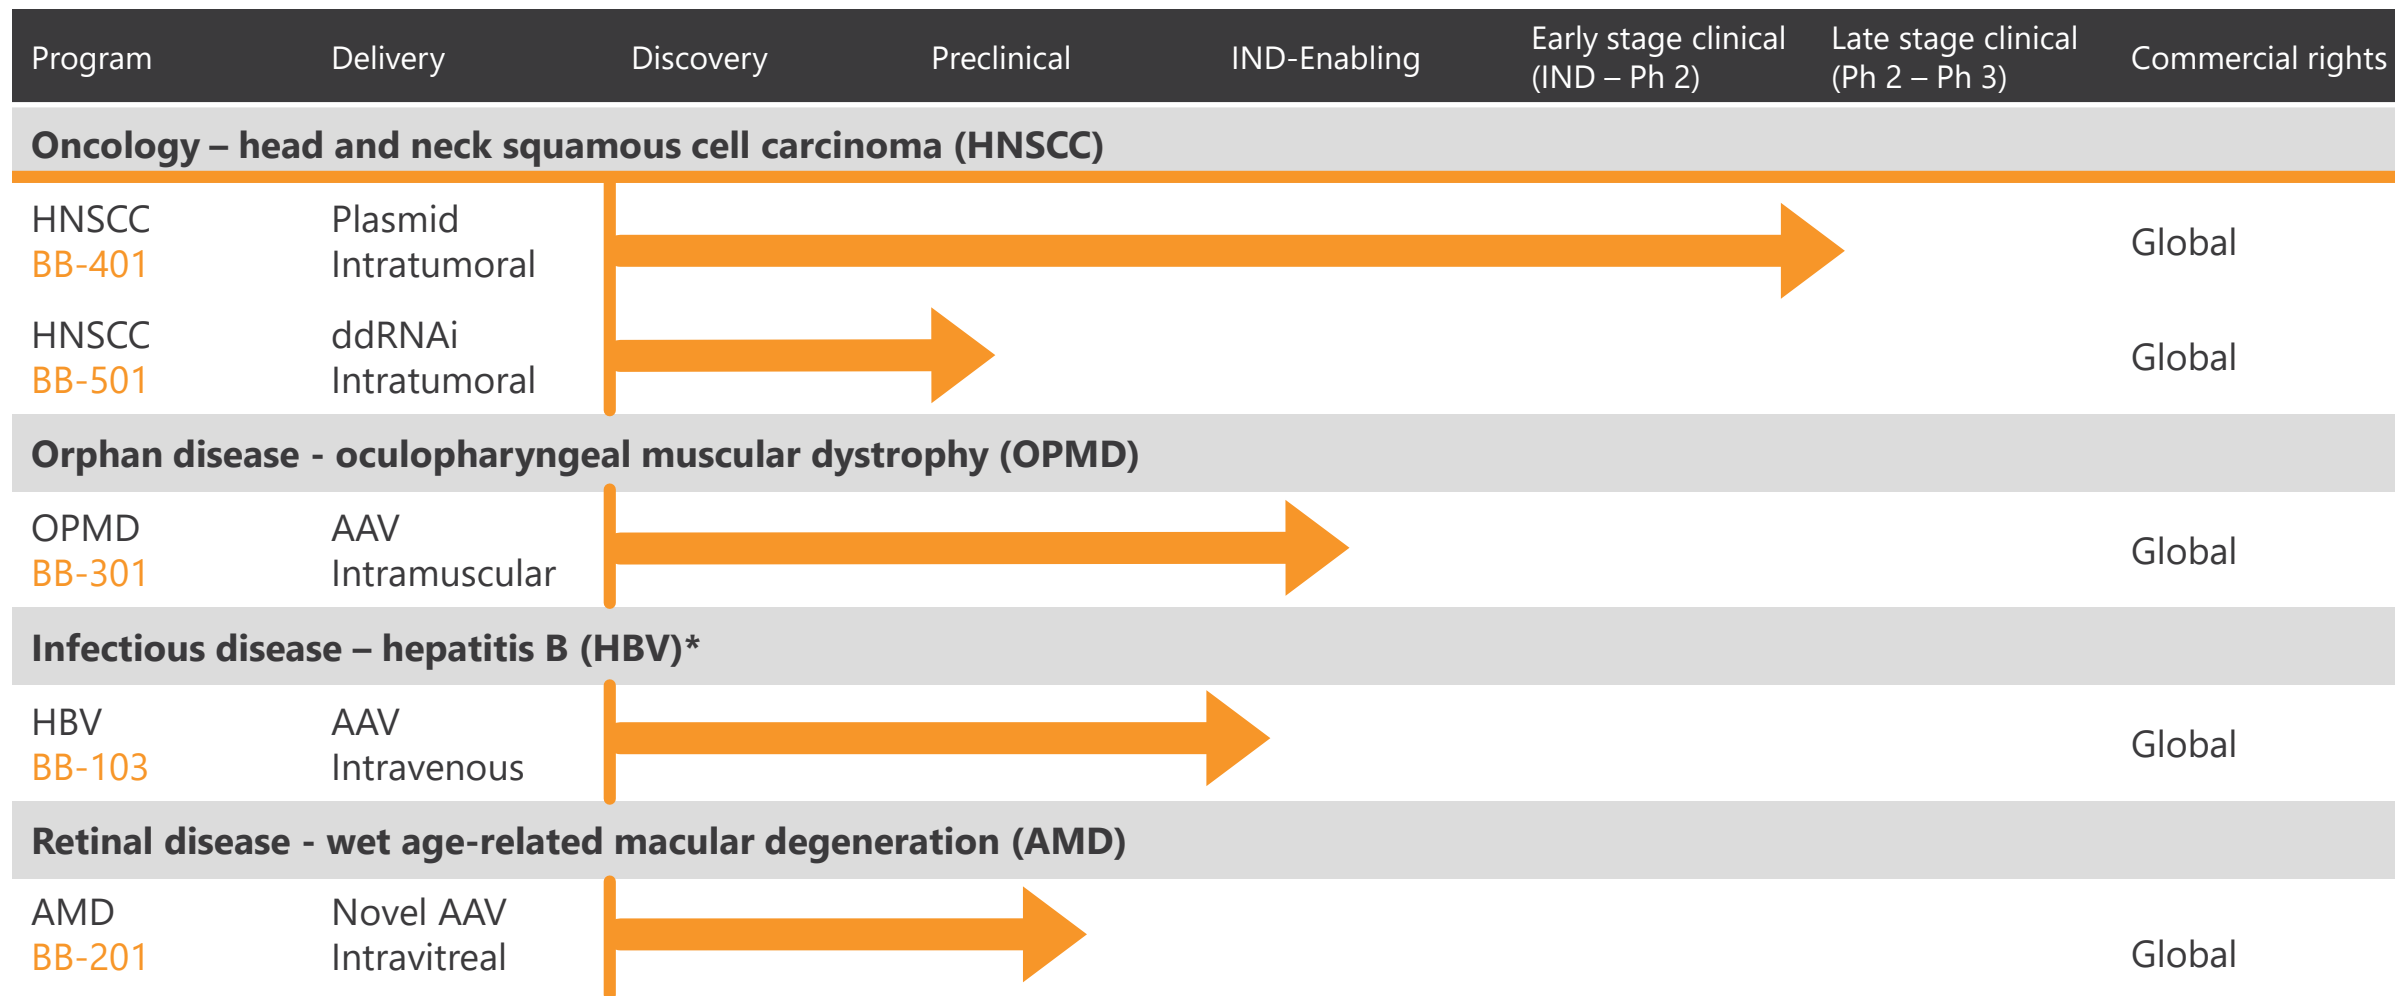 Program
Delivery
Discovery
Preclinical
IND-Enabling
Early stage clinical
(IND – Ph 2)
Late stage clinical
(Ph 2 – Ph 3)
Commercial rights
Oncology – head and neck squamous cell carcinoma (HNSCC)
HNSCC
BB-401
Plasmid
Intratumoral
Global
HNSCC
BB-501
ddRNAi
Intratumoral
Global
Orphan disease - oculopharyngeal muscular dystrophy (OPMD)
OPMD
BB-301
AAV
Intramuscular
Global
Infectious disease – hepatitis B (HBV)*
HBV
BB-103
AAV
Intravenous
Global
Retinal disease - wet age-related macular degeneration (AMD)
AMD
BB-201
Novel AAV
Intravitreal
Global